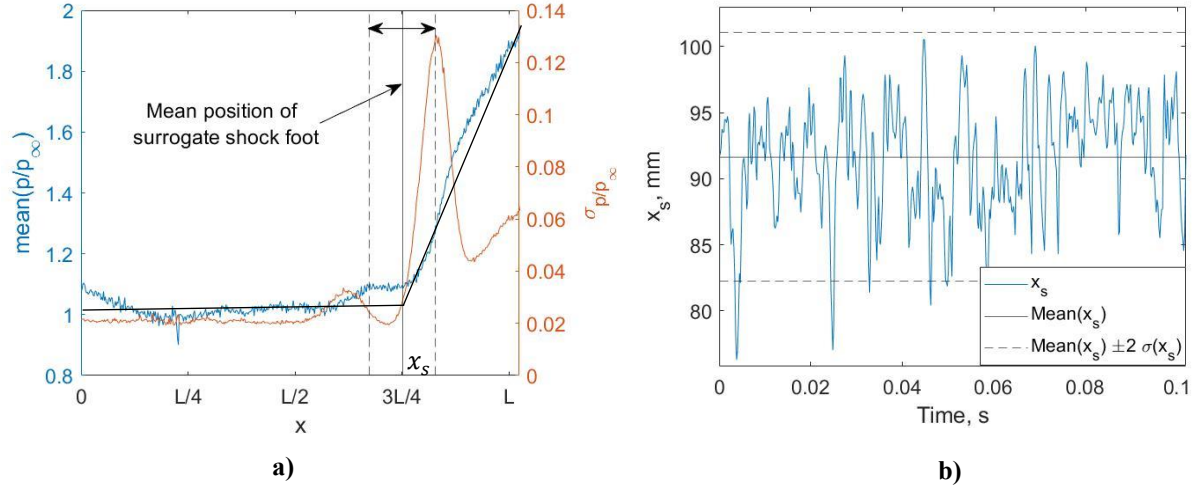 a)
2
1.8
1.6
1.4
1.2
1
0.8
mean(p/p∞)
0.14
0.12
0.10
0.08
0.06
0.04
0.02
0
σp/p∞
Mean position of
surrogate shock foot
xs
0
L/4
L/2
3L/4
L
x
a)
b)
100
95
90
85
80
xs, mm
xs
Mean(xs)
Mean(xs) ±2 σ(xs)
0
0.02
0.04
0.06
0.08
0.1
Time, s
b)